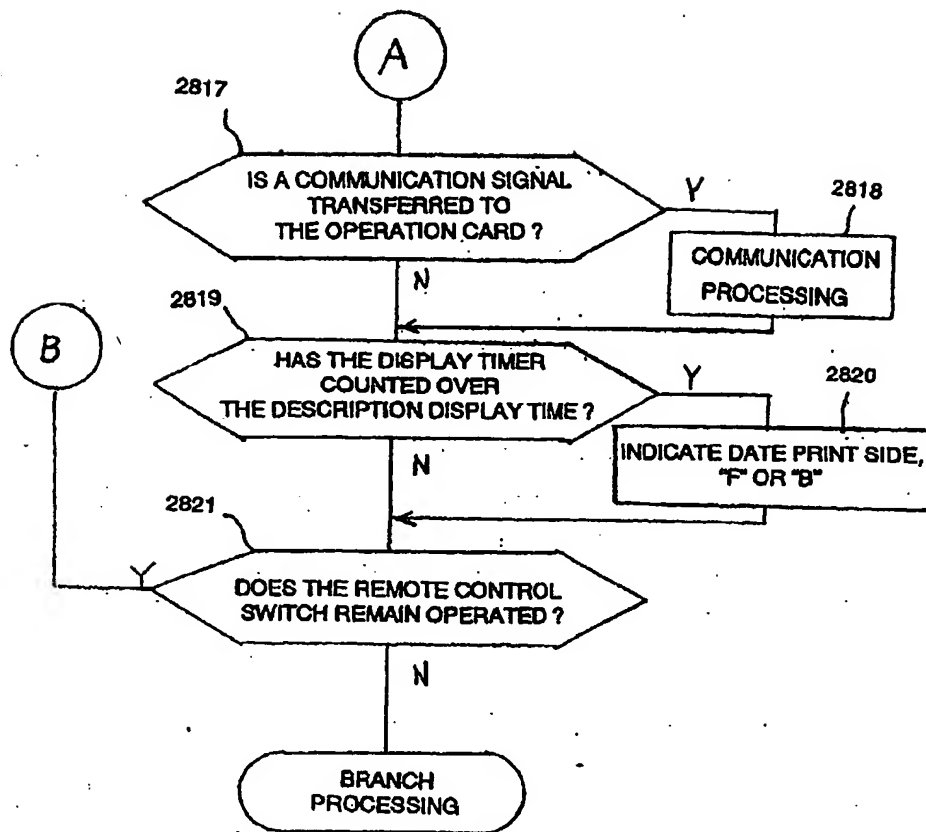 A
2817
IS A COMMUNICATION SIGNAL
TRANSFERRED TO
THE OPERATION CARD ?
Y
2818
COMMUNICATION
PROCESSING
N
2819
B
HAS THE DISPLAY TIMER
COUNTED OVER
THE DESCRIPTION DISPLAY TIME ?
Y
2820
INDICATE DATE PRINT SIDE,
"F" OR "B"
N
2821
Y
DOES THE REMOTE CONTROL
SWITCH REMAIN OPERATED ?
N
BRANCH
PROCESSING